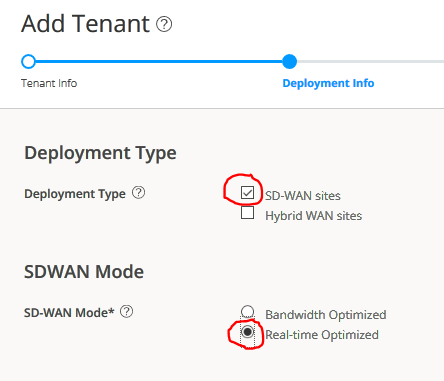 Add Tenant ?
Tenant Info
Deployment Info
Deployment Type
Deployment Type ?
SD-WAN sites
Hybrid WAN sites
SDWAN Mode
SD-WAN Mode* ?
Bandwidth Optimized
Real-time Optimized